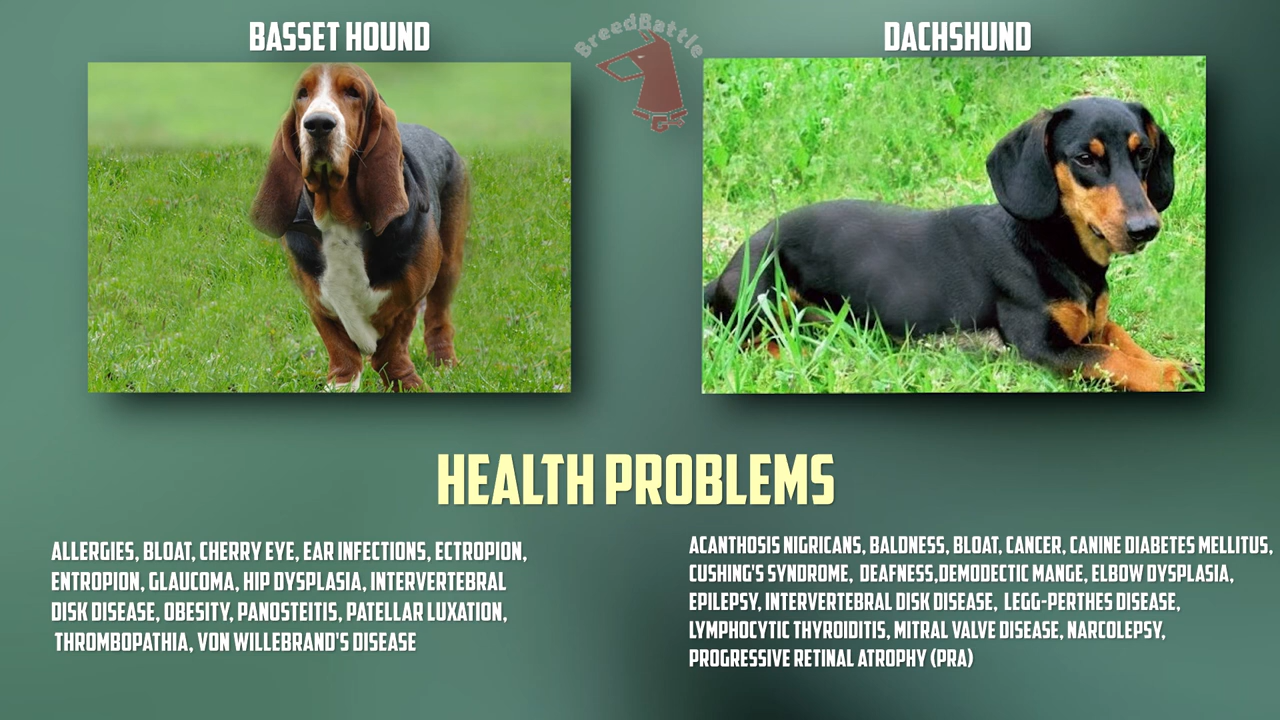 BASSET HOUND
BreedBattle
DACHSHUND
HEALTH PROBLEMS
ALLERGIES, BLOAT, CHERRY EYE, EAR INFECTIONS, ECTROPION,
ENTROPION, GLAUCOMA, HIP DYSPLASIA, INTERVERTEBRAL
DISK DISEASE, OBESITY, PANOSTEITIS, PATELLAR LUXATION,
THROMBOPATHIA, VON WILLEBRAND'S DISEASE
ACANTHOSIS NIGRICANS, BALDNESS, BLOAT, CANCER, CANINE DIABETES MELLITUS,
CUSHING'S SYNDROME, DEAFNESS,DEMODECTIC MANGE, ELBOW DYSPLASIA,
EPILEPSY, INTERVERTEBRAL DISK DISEASE, LEGG-PERTHES DISEASE,
LYMPHOCYTIC THYROIDITIS, MITRAL VALVE DISEASE, NARCOLEPSY,
PROGRESSIVE RETINAL ATROPHY (PRA)